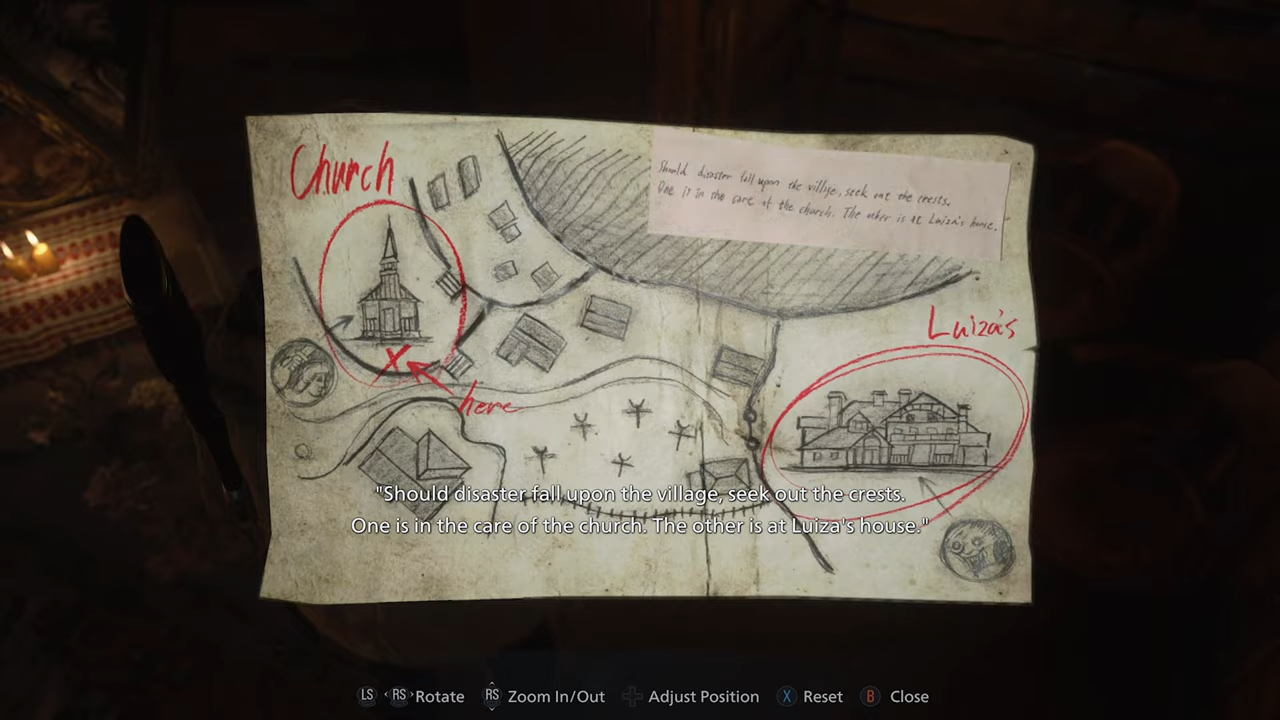 Church
Should disaster fall upon the village, seek out the crests.
One is in the care of the church. The other is at Luiza's house.
Luiza's
here
"Should disaster fall upon the village, seek out the crests.
One is in the care of the church. The other is at Luiza's house."
LS RS Rotate RS Zoom In/Out Adjust Position X Reset B Close